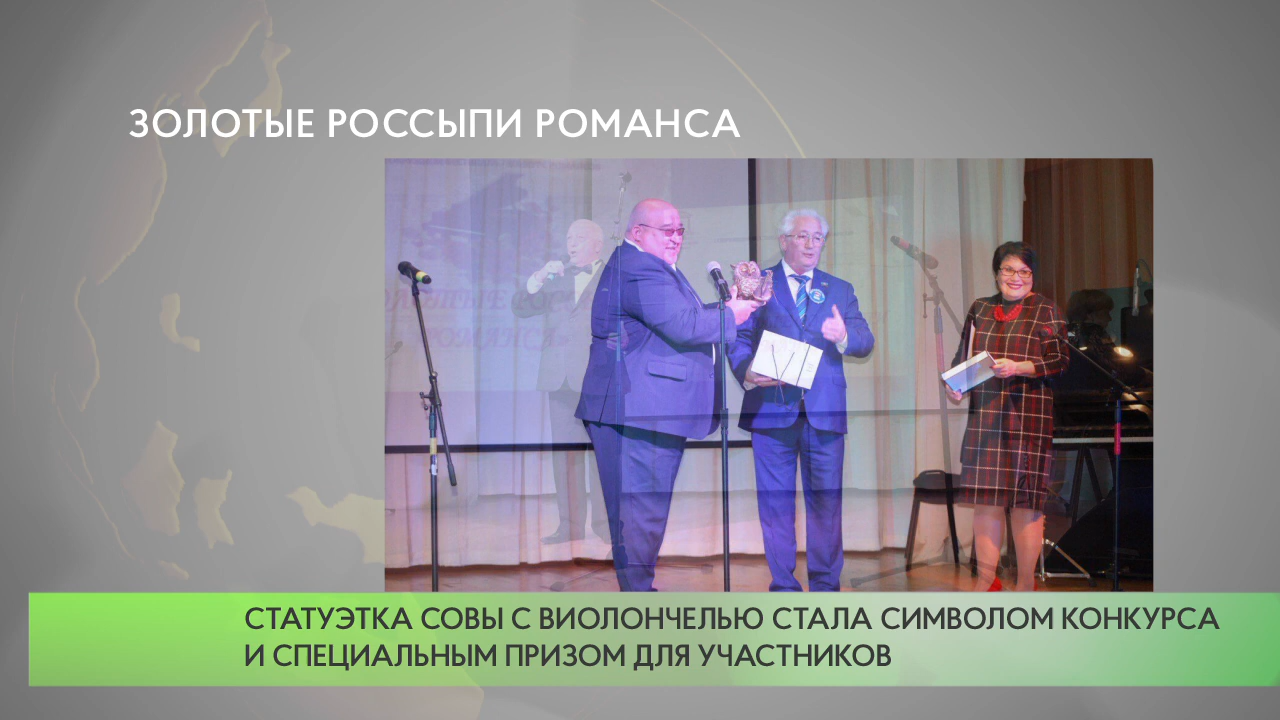 ЗОЛОТЫЕ РОССЫПИ РОМАНСА
СТАТУЭТКА СОВЫ С ВИОЛОНЧЕЛЬЮ СТАЛА СИМВОЛОМ КОНКУРСА
И СПЕЦИАЛЬНЫМ ПРИЗОМ ДЛЯ УЧАСТНИКОВ